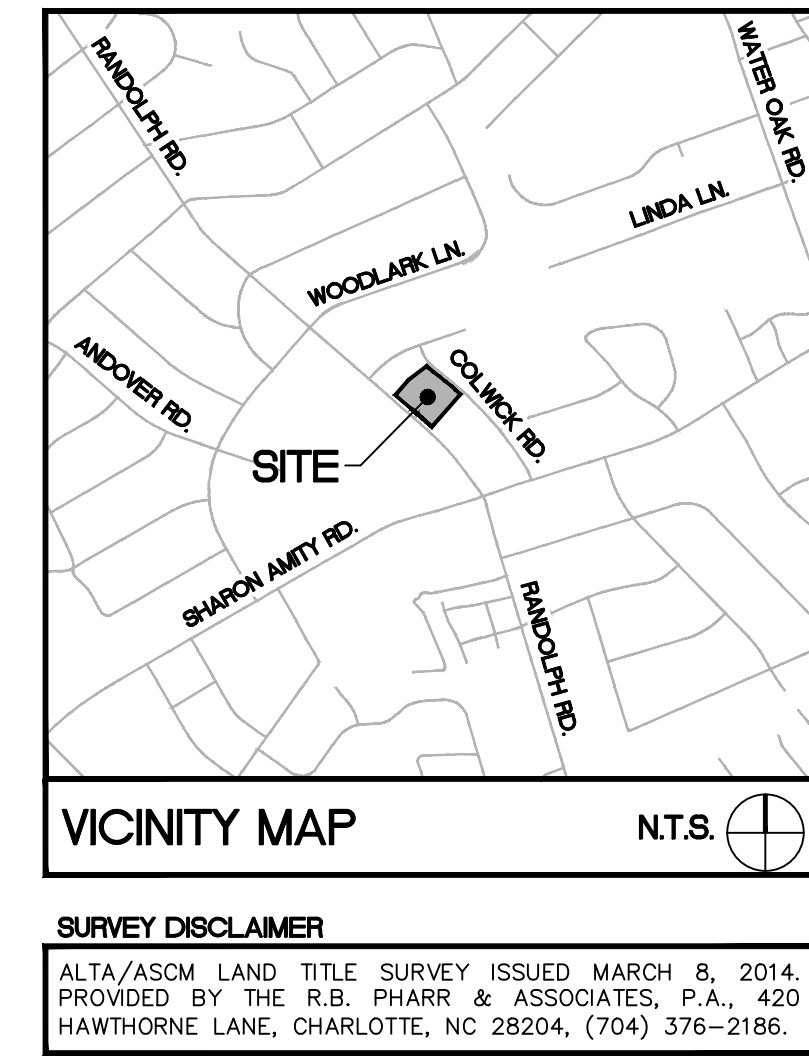 RANDOLPH RD.
WATER OAK RD.
LINDA LN.
WOODLARK LN.
ANDOVER RD.
COLWICK RD.
SITE
SHARON AMITY RD.
RANDOLPH RD.
VICINITY MAP
N.T.S.
SURVEY DISCLAIMER
ALTA/ASCM LAND TITLE SURVEY ISSUED MARCH 8, 2014.
PROVIDED BY THE R.B. PHARR & ASSOCIATES, P.A., 420
HAWTHORNE LANE, CHARLOTTE, NC 28204, (704) 376-2186.